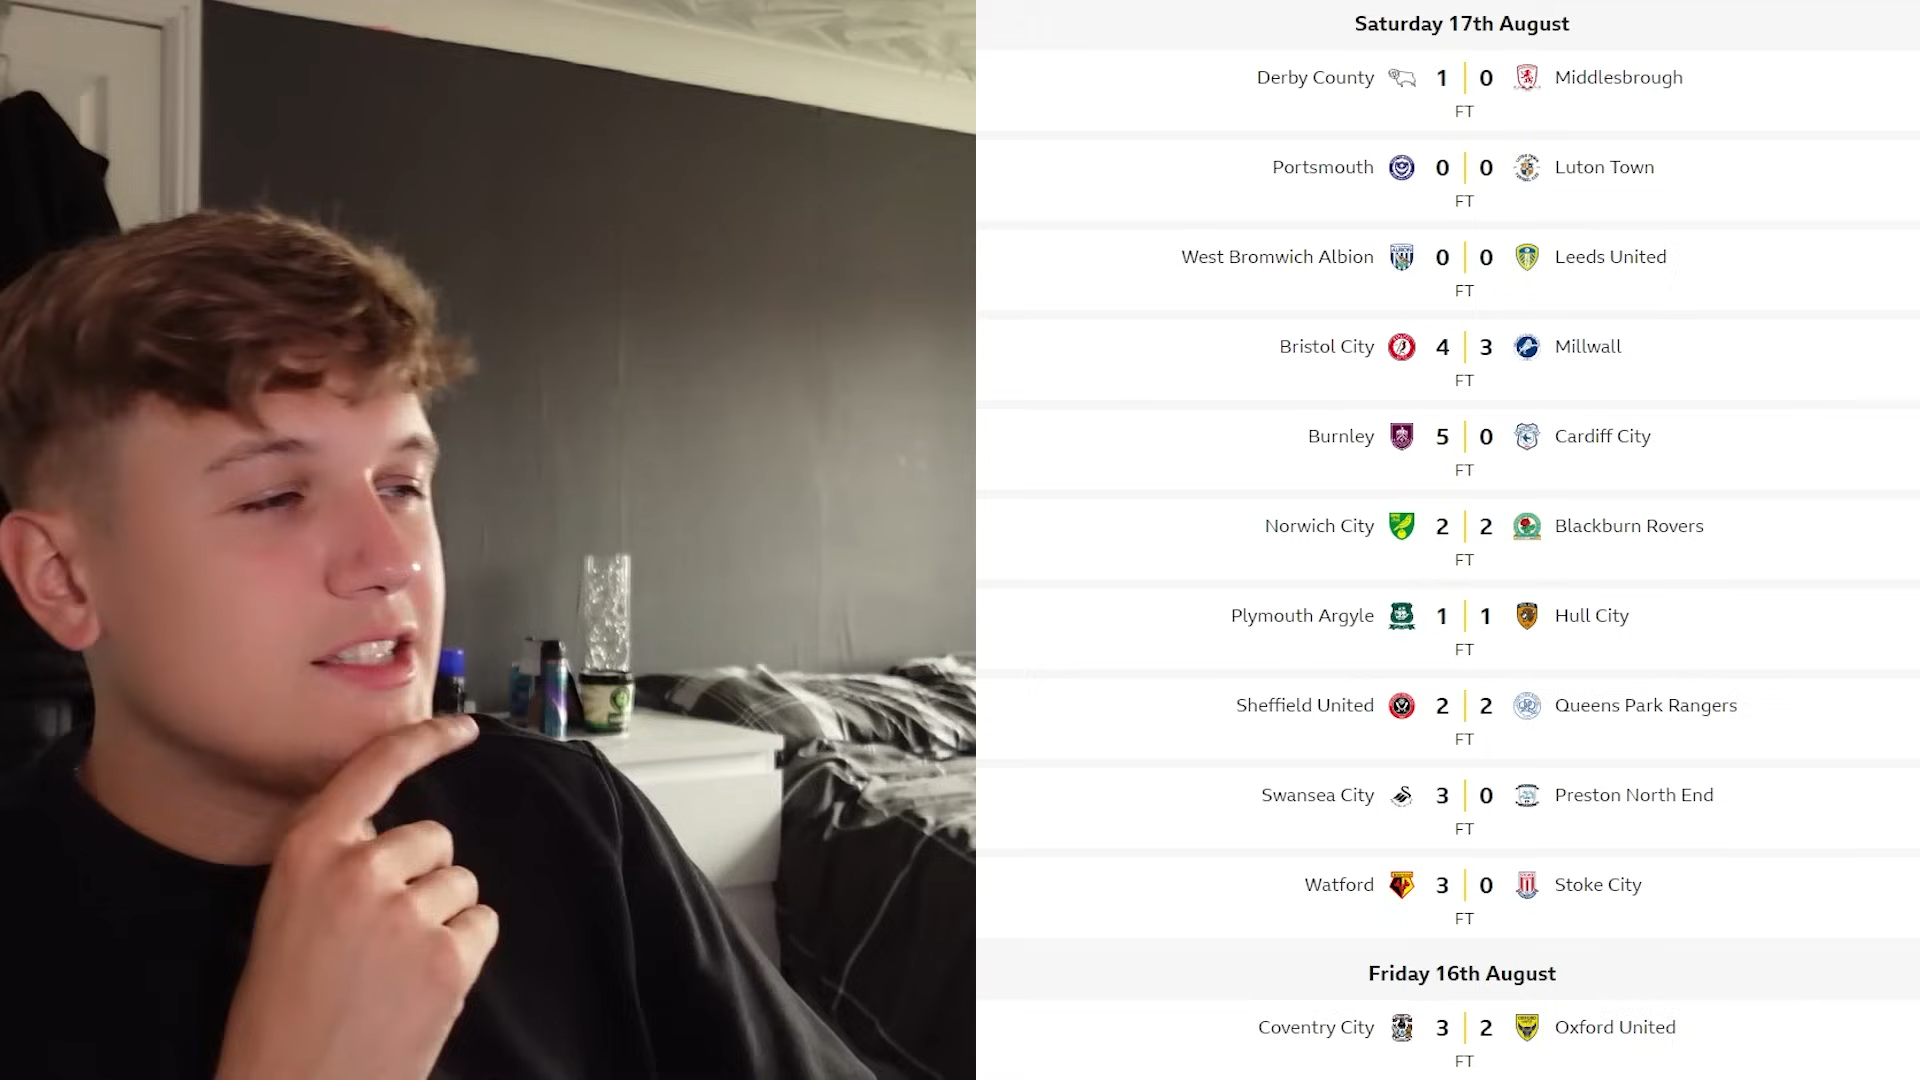 Saturday 17th August
Derby County 1 0 Middlesbrough
FT
Portsmouth 0 0 Luton Town
FT
West Bromwich Albion 0 0 Leeds United
FT
Bristol City 4 3 Millwall
FT
Burnley 5 0 Cardiff City
FT
Norwich City 2 2 Blackburn Rovers
FT
Plymouth Argyle 1 1 Hull City
FT
Sheffield United 2 2 Queens Park Rangers
FT
Swansea City 3 0 Preston North End
FT
Watford 3 0 Stoke City
FT
Friday 16th August
Coventry City 3 2 Oxford United
FT